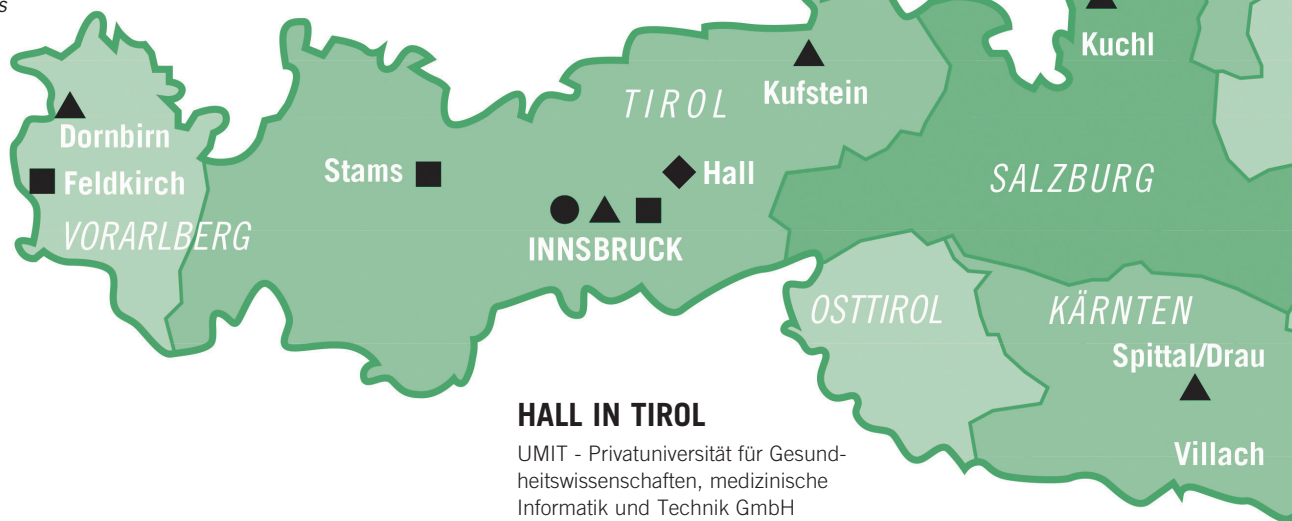 s
Kuchl
TIROL
Kufstein
Dornbirn
Feldkirch
Stams
Hall
SALZBURG
VORARLBERG
INNSBRUCK
OSTTIROL
KÄRNTEN
Spittal/Drau
Villach
HALL IN TIROL
UMIT - Privatuniversität für Gesund-
heitswissenschaften, medizinische
Informatik und Technik GmbH